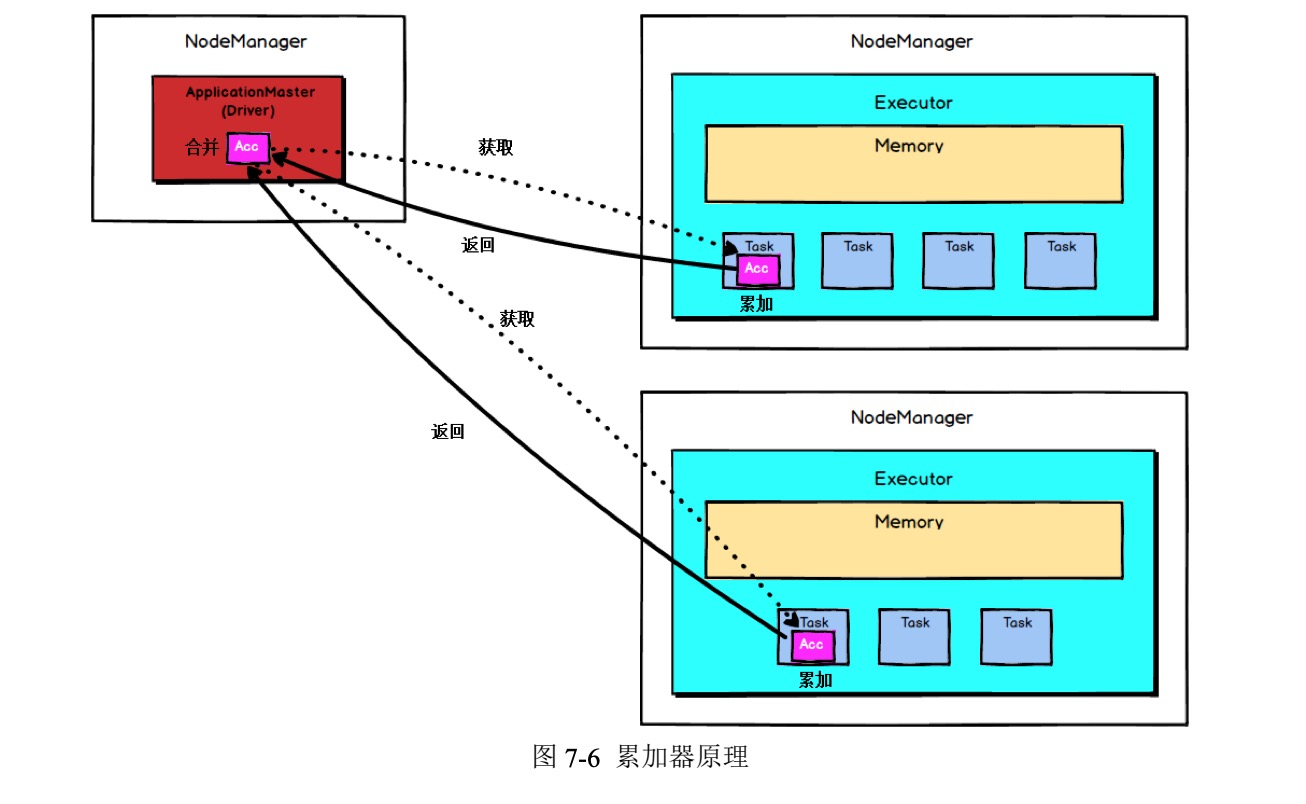 NodeManager
ApplicationMaster
(Driver)
合并
Acc
获取
返回
获取
返回
NodeManager
Executor
Memory
Task
Task
Task
Task
Acc
累加
NodeManager
Executor
Memory
Task
Task
Task
Acc
累加
图 7-6 累加器原理